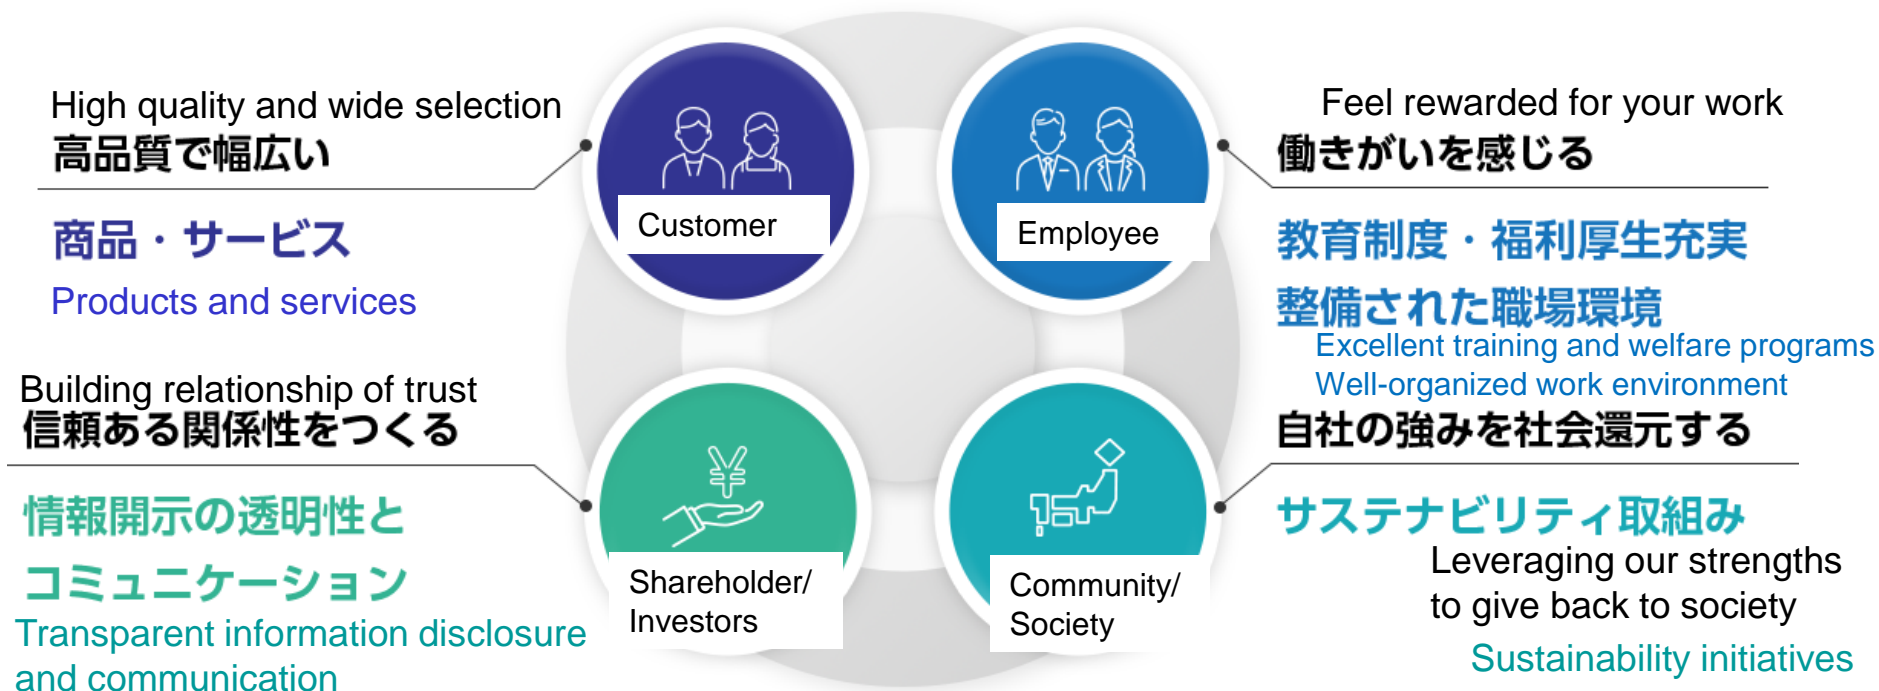 High quality and wide selection
高品質で幅広い
商品・サービス
Products and services
Customer
Employee
Feel rewarded for your work
働きがいを感じる
教育制度・福利厚生充実
整備された職場環境
Excellent training and welfare programs
Well-organized work environment
Building relationship of trust
信頼ある関係性をつくる
情報開示の透明性と
コミュニケーション
Transparent information disclosure
and communication
¥
Shareholder/
Investors
Community/
Society
自社の強みを社会還元する
サステナビリティ取組み
Leveraging our strengths
to give back to society
Sustainability initiatives